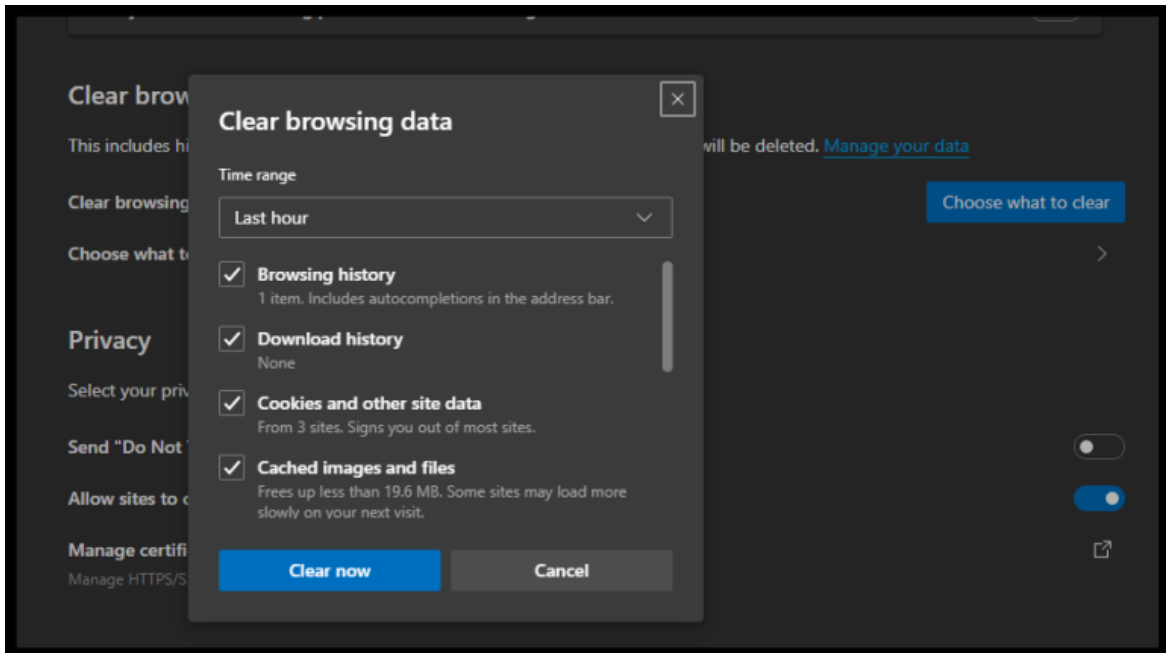 Clear brow
This includes hi will be deleted. Manage your data
Clear browsing Choose what to clear
Choose what t
Privacy
Select your priv
Send "Do Not
Allow sites to c
Manage certifi
Manage HTTPS/S
Clear browsing data
Time range
Last hour
Browsing history
1 item. Includes autocompletions in the address bar.
Download history
None
Cookies and other site data
From 3 sites. Signs you out of most sites.
Cached images and files
Frees up less than 19.6 MB. Some sites may load more
slowly on your next visit.
Clear now Cancel